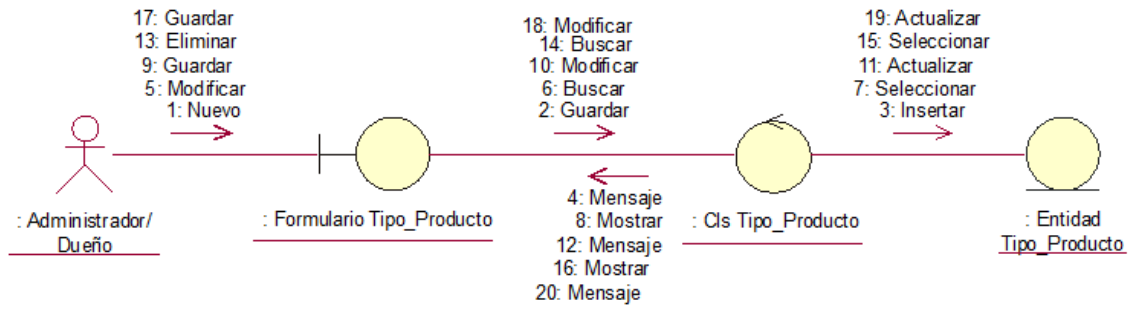 17: Guardar
13: Eliminar
9: Guardar
5: Modificar
1: Nuevo
18: Modificar
14: Buscar
10: Modificar
6: Buscar
2: Guardar
19: Actualizar
15: Seleccionar
11: Actualizar
7: Seleccionar
3: Insertar
4: Mensaje
8: Mostrar
12: Mensaje
16: Mostrar
20: Mensaje
: Administrador/
Dueño
: Formulario Tipo_Producto
: Cls Tipo_Producto
: Entidad
Tipo_Producto